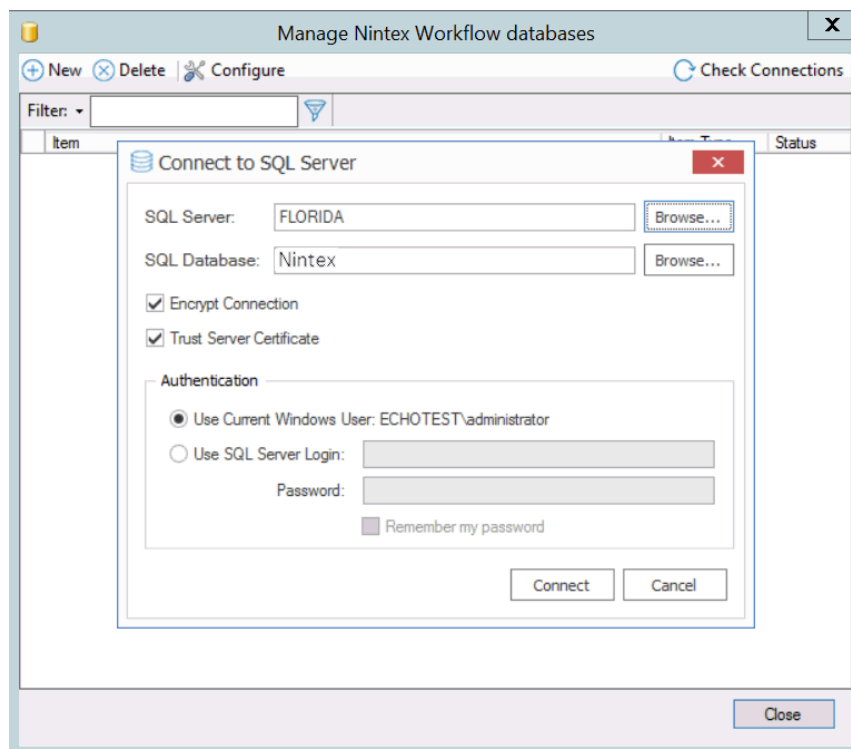 Manage Nintex Workflow databases
X
New Delete Configure Check Connections
Filter:
Item Item Type Status
Connect to SQL Server
SQL Server: FLORIDA Browse...
SQL Database: Nintex Browse...
Encrypt Connection
Trust Server Certificate
Authentication
Use Current Windows User: ECHOTEST\administrator
Use SQL Server Login:
Password:
Remember my password
Connect Cancel
Close